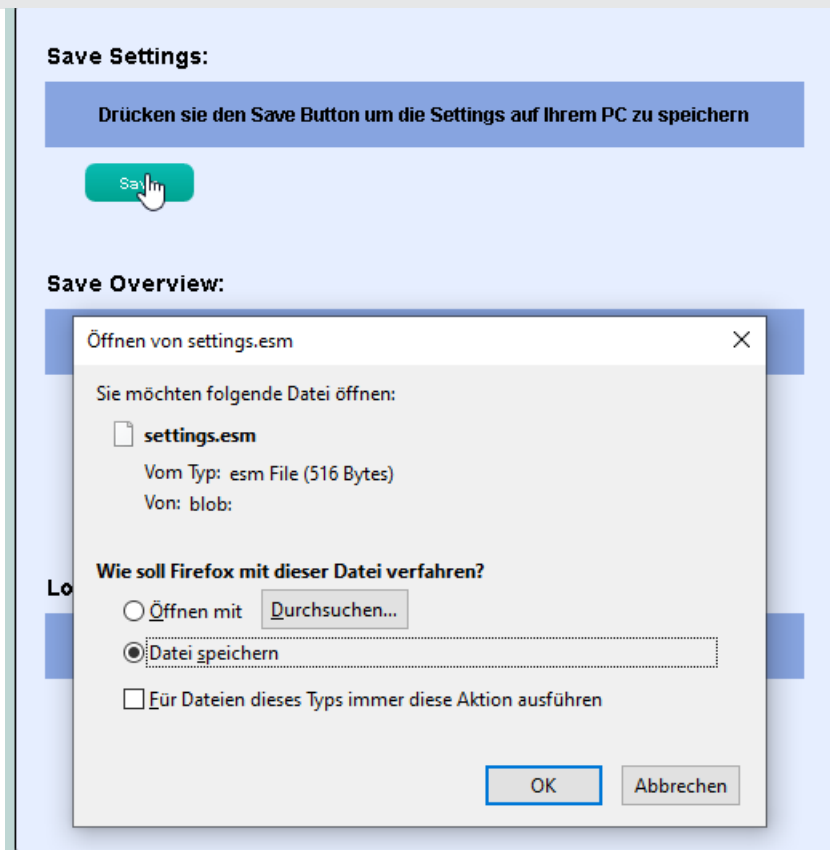 Save Settings:
Drücken sie den Save Button um die Settings auf Ihrem PC zu speichern
Save Overview:
Öffnen von settings.esm
Sie möchten folgende Datei öffnen:
settings.esm
Vom Typ: esm File (516 Bytes)
Von: blob:
Wie soll Firefox mit dieser Datei verfahren?
Öffnen mit Durchsuchen...
Datei speichern
Für Dateien dieses Typs immer diese Aktion ausführen
OK Abbrechen